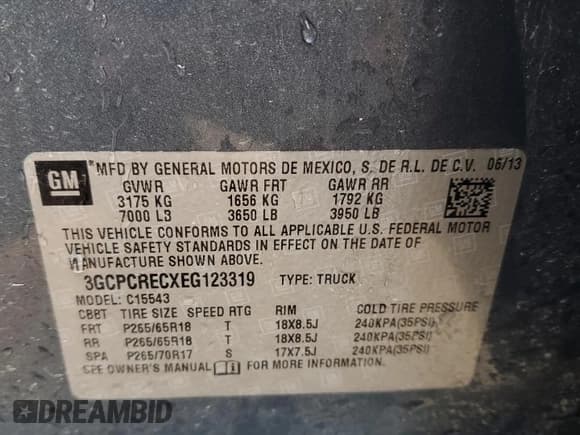 GM
MFD BY GENERAL MOTORS DE MEXICO, S. DE R.L. DE C.V. 06/13
GVWR GAWR FRT GAWR RR
3175 KG 1656 KG 1792 KG
7000 LB 3650 LB 3950 LB
THIS VEHICLE CONFORMS TO ALL APPLICABLE U.S. FEDERAL MOTOR
VEHICLE SAFETY STANDARDS IN EFFECT ON THE DATE OF
MANUFACTURE SHOWN ABOVE.
3GCPCRECXEG123319 TYPE: TRUCK
MODEL: C15543
CBBT TIRE SIZE SPEED RTG RIM COLD TIRE PRESSURE
FRT P265/65R18 T 18X8.5J 240KPA(35PSI)
RR P265/65R18 T 18X8.5J 240KPA(35PSI)
SPA P265/70R17 S 17X7.5J 240KPA(35PSI)
SEE OWNER'S MANUAL FOR MORE INFORMATION.
DREAMBID